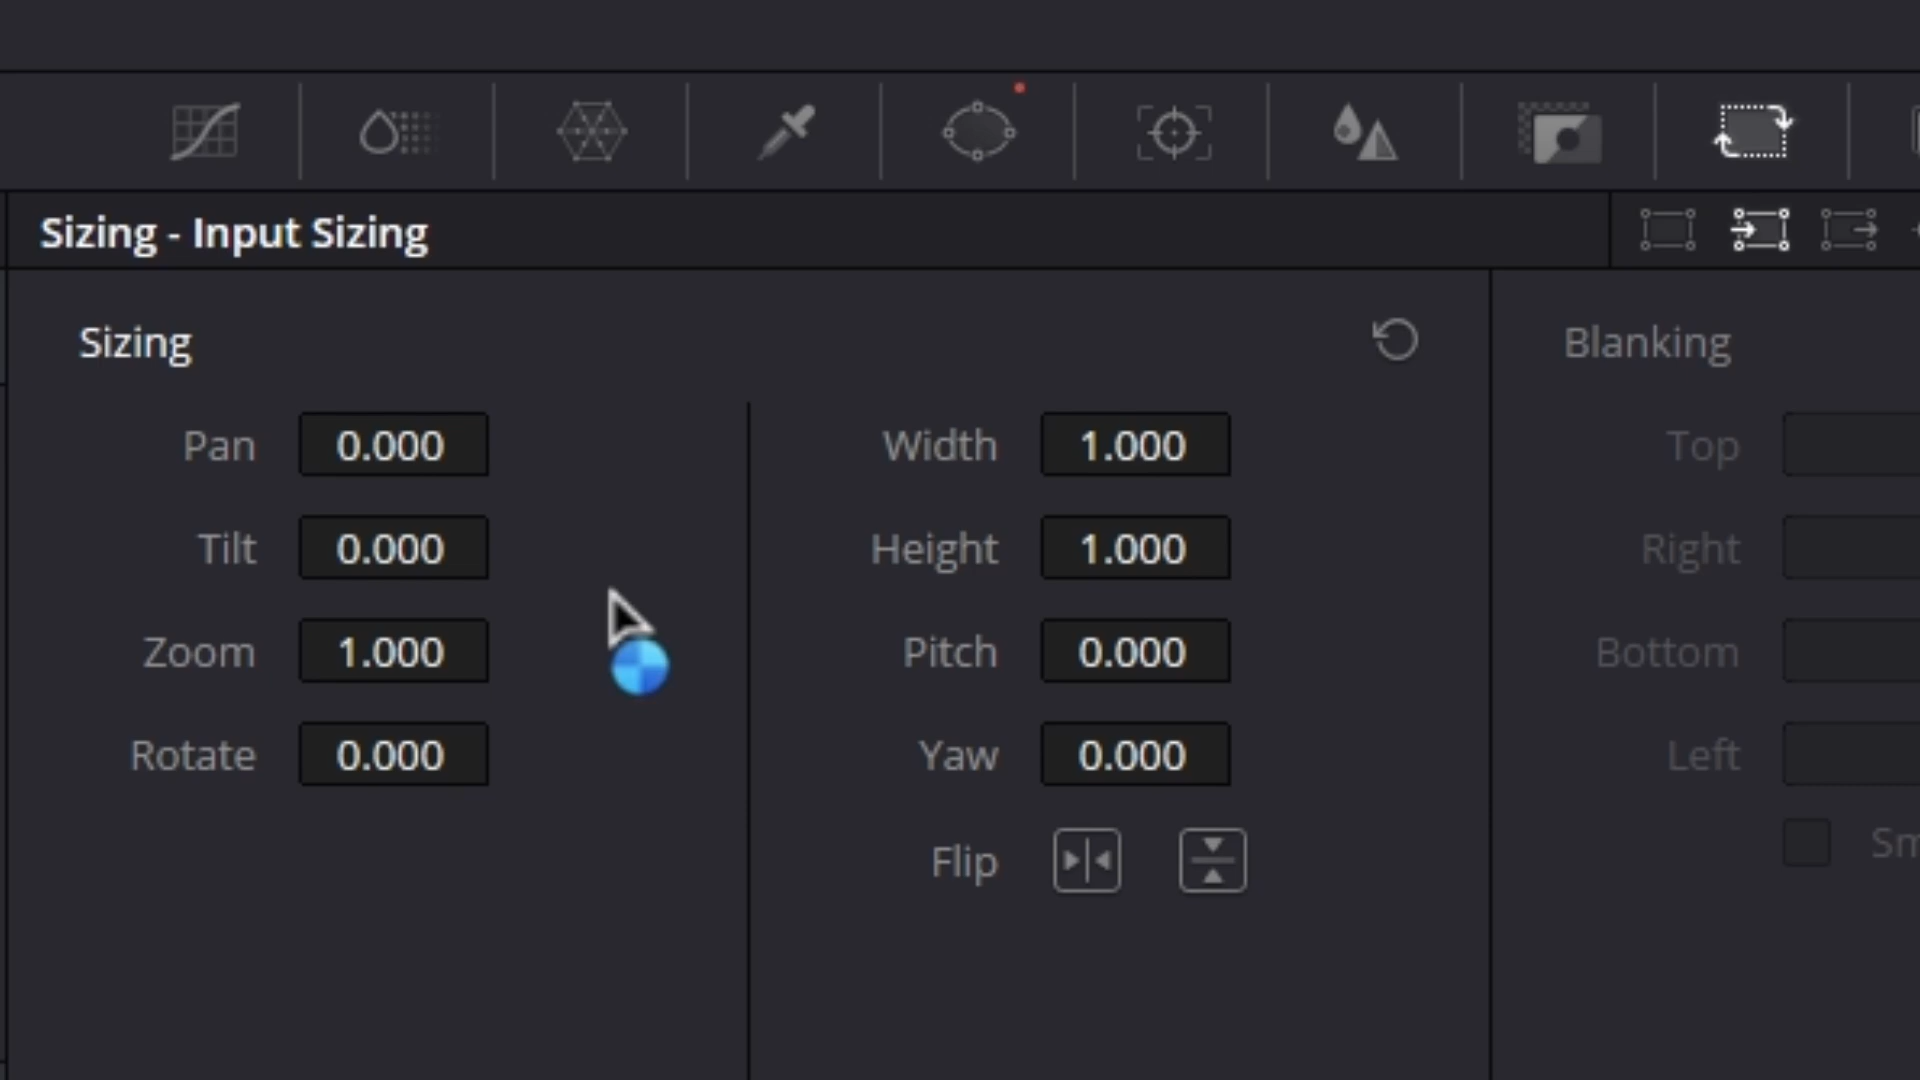 Sizing - Input Sizing
Sizing
Pan 0.000
Tilt 0.000
Zoom 1.000
Rotate 0.000
Width 1.000
Height 1.000
Pitch 0.000
Yaw 0.000
Flip
Blanking
Top
Right
Bottom
Left